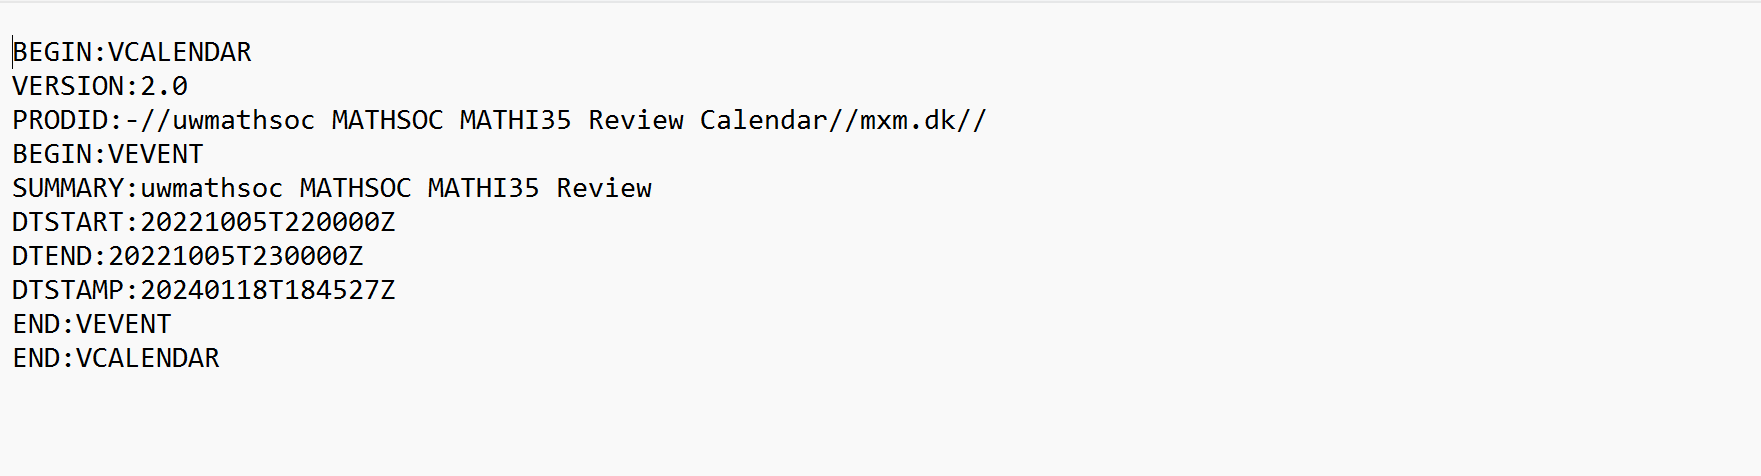 BEGIN:VCALENDAR
VERSION:2.0
PRODID:-//uwmathsoc MATHSOC MATHI35 Review Calendar//mxm.dk//
BEGIN:VEVENT
SUMMARY:uwmathsoc MATHSOC MATHI35 Review
DTSTART:20221005T220000Z
DTEND:20221005T230000Z
DTSTAMP:20240118T184527Z
END:VEVENT
END:VCALENDAR